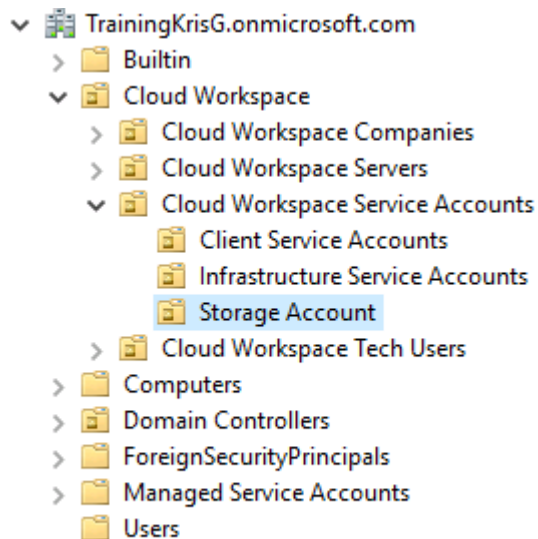 TrainingKrisG.onmicrosoft.com
Builtin
Cloud Workspace
Cloud Workspace Companies
Cloud Workspace Servers
Cloud Workspace Service Accounts
Client Service Accounts
Infrastructure Service Accounts
Storage Account
Cloud Workspace Tech Users
Computers
Domain Controllers
ForeignSecurityPrincipals
Managed Service Accounts
Users